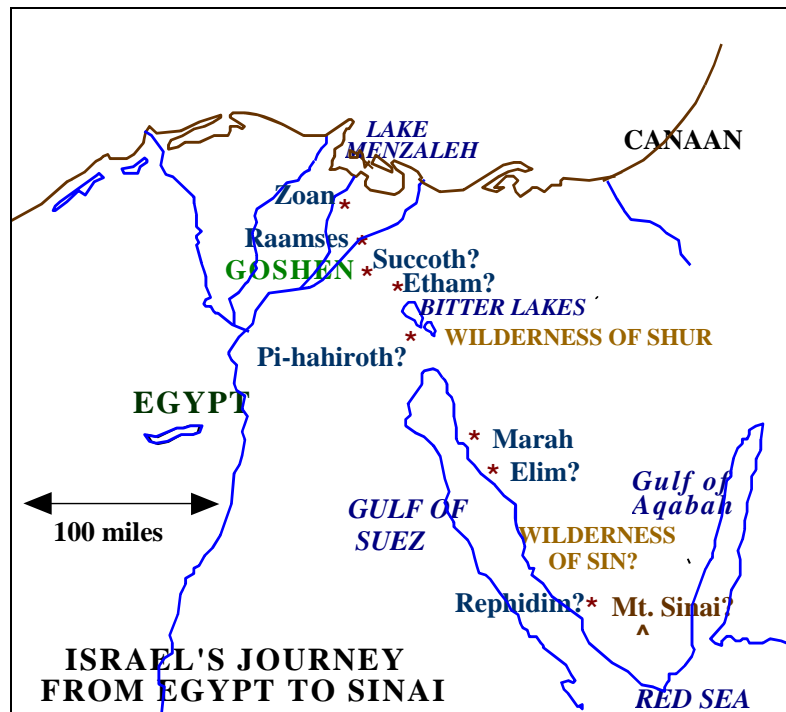 LAKE
MENZALEH
CANAAN
Zoan
Raamses
GOSHEN
Succoth?
Etham?
BITTER LAKES
WILDERNESS OF SHUR
Pi-hahiroth?
EGYPT
Marah
Elim?
Gulf of
Aqabah
100 miles
GULF OF
SUEZ
WILDERNESS
OF SIN?
Rephidim?
Mt. Sinai?
ISRAEL'S JOURNEY
FROM EGYPT TO SINAI
RED SEA